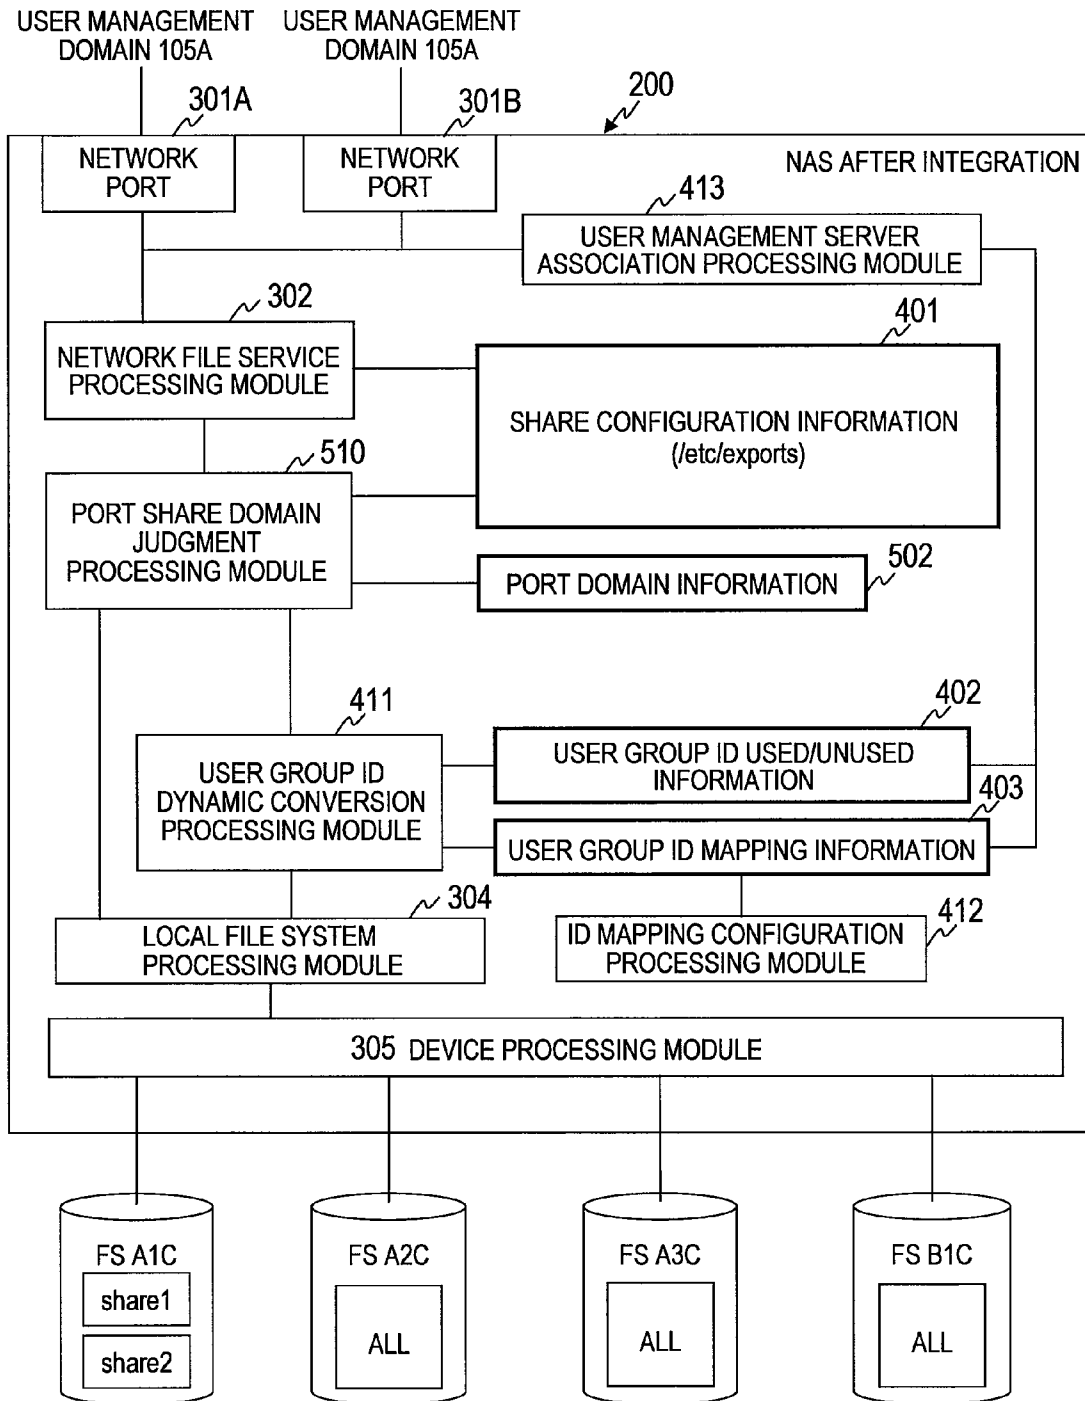 USER MANAGEMENT
DOMAIN 105A
USER MANAGEMENT
DOMAIN 105A
301A
301B
200
NETWORK
PORT
NETWORK
PORT
NAS AFTER INTEGRATION
413
USER MANAGEMENT SERVER
ASSOCIATION PROCESSING MODULE
302
401
NETWORK FILE SERVICE
PROCESSING MODULE
SHARE CONFIGURATION INFORMATION
(/etc/exports)
510
PORT SHARE DOMAIN
JUDGMENT
PROCESSING MODULE
502
PORT DOMAIN INFORMATION
411
402
USER GROUP ID
DYNAMIC CONVERSION
PROCESSING MODULE
USER GROUP ID USED/UNUSED
INFORMATION
403
USER GROUP ID MAPPING INFORMATION
304
412
LOCAL FILE SYSTEM
PROCESSING MODULE
ID MAPPING CONFIGURATION
PROCESSING MODULE
305 DEVICE PROCESSING MODULE
FS A1C
share1
share2
FS A2C
ALL
FS A3C
ALL
FS B1C
ALL